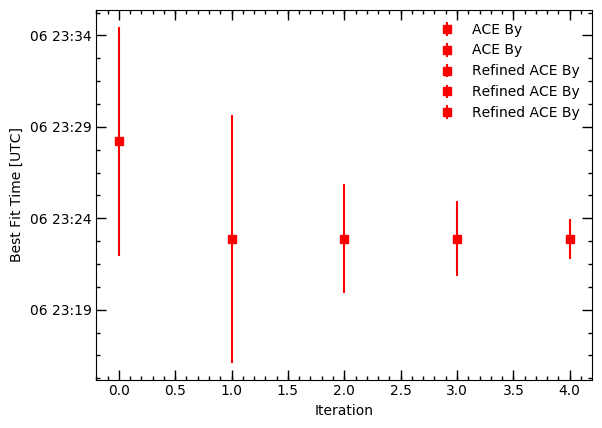 06 23:34
06 23:29
06 23:24
06 23:19
Best Fit Time [UTC]
ACE By
ACE By
Refined ACE By
Refined ACE By
Refined ACE By
0.0 0.5 1.0 1.5 2.0 2.5 3.0 3.5 4.0
Iteration